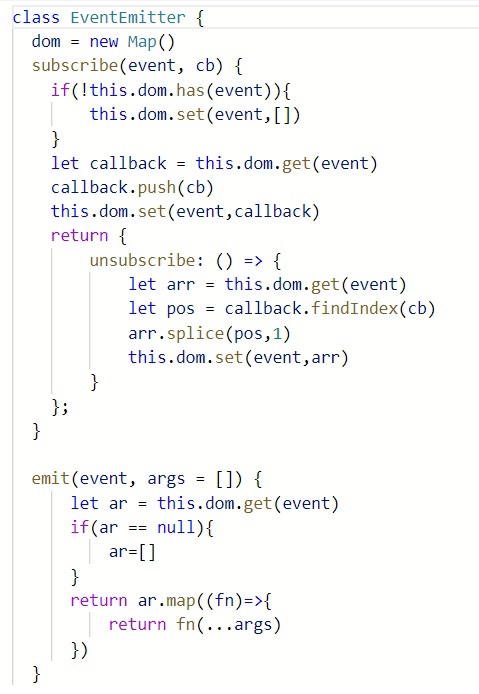 class EventEmitter {
dom = new Map()
subscribe(event, cb) {
if(!this.dom.has(event)){
this.dom.set(event,[])
}
let callback = this.dom.get(event)
callback.push(cb)
this.dom.set(event,callback)
return {
unsubscribe: () => {
let arr = this.dom.get(event)
let pos = callback.findIndex(cb)
arr.splice(pos,1)
this.dom.set(event,arr)
}
};
}
emit(event, args = []) {
let ar = this.dom.get(event)
if(ar == null){
ar=[]
}
return ar.map((fn)=>{
return fn(...args)
})
}